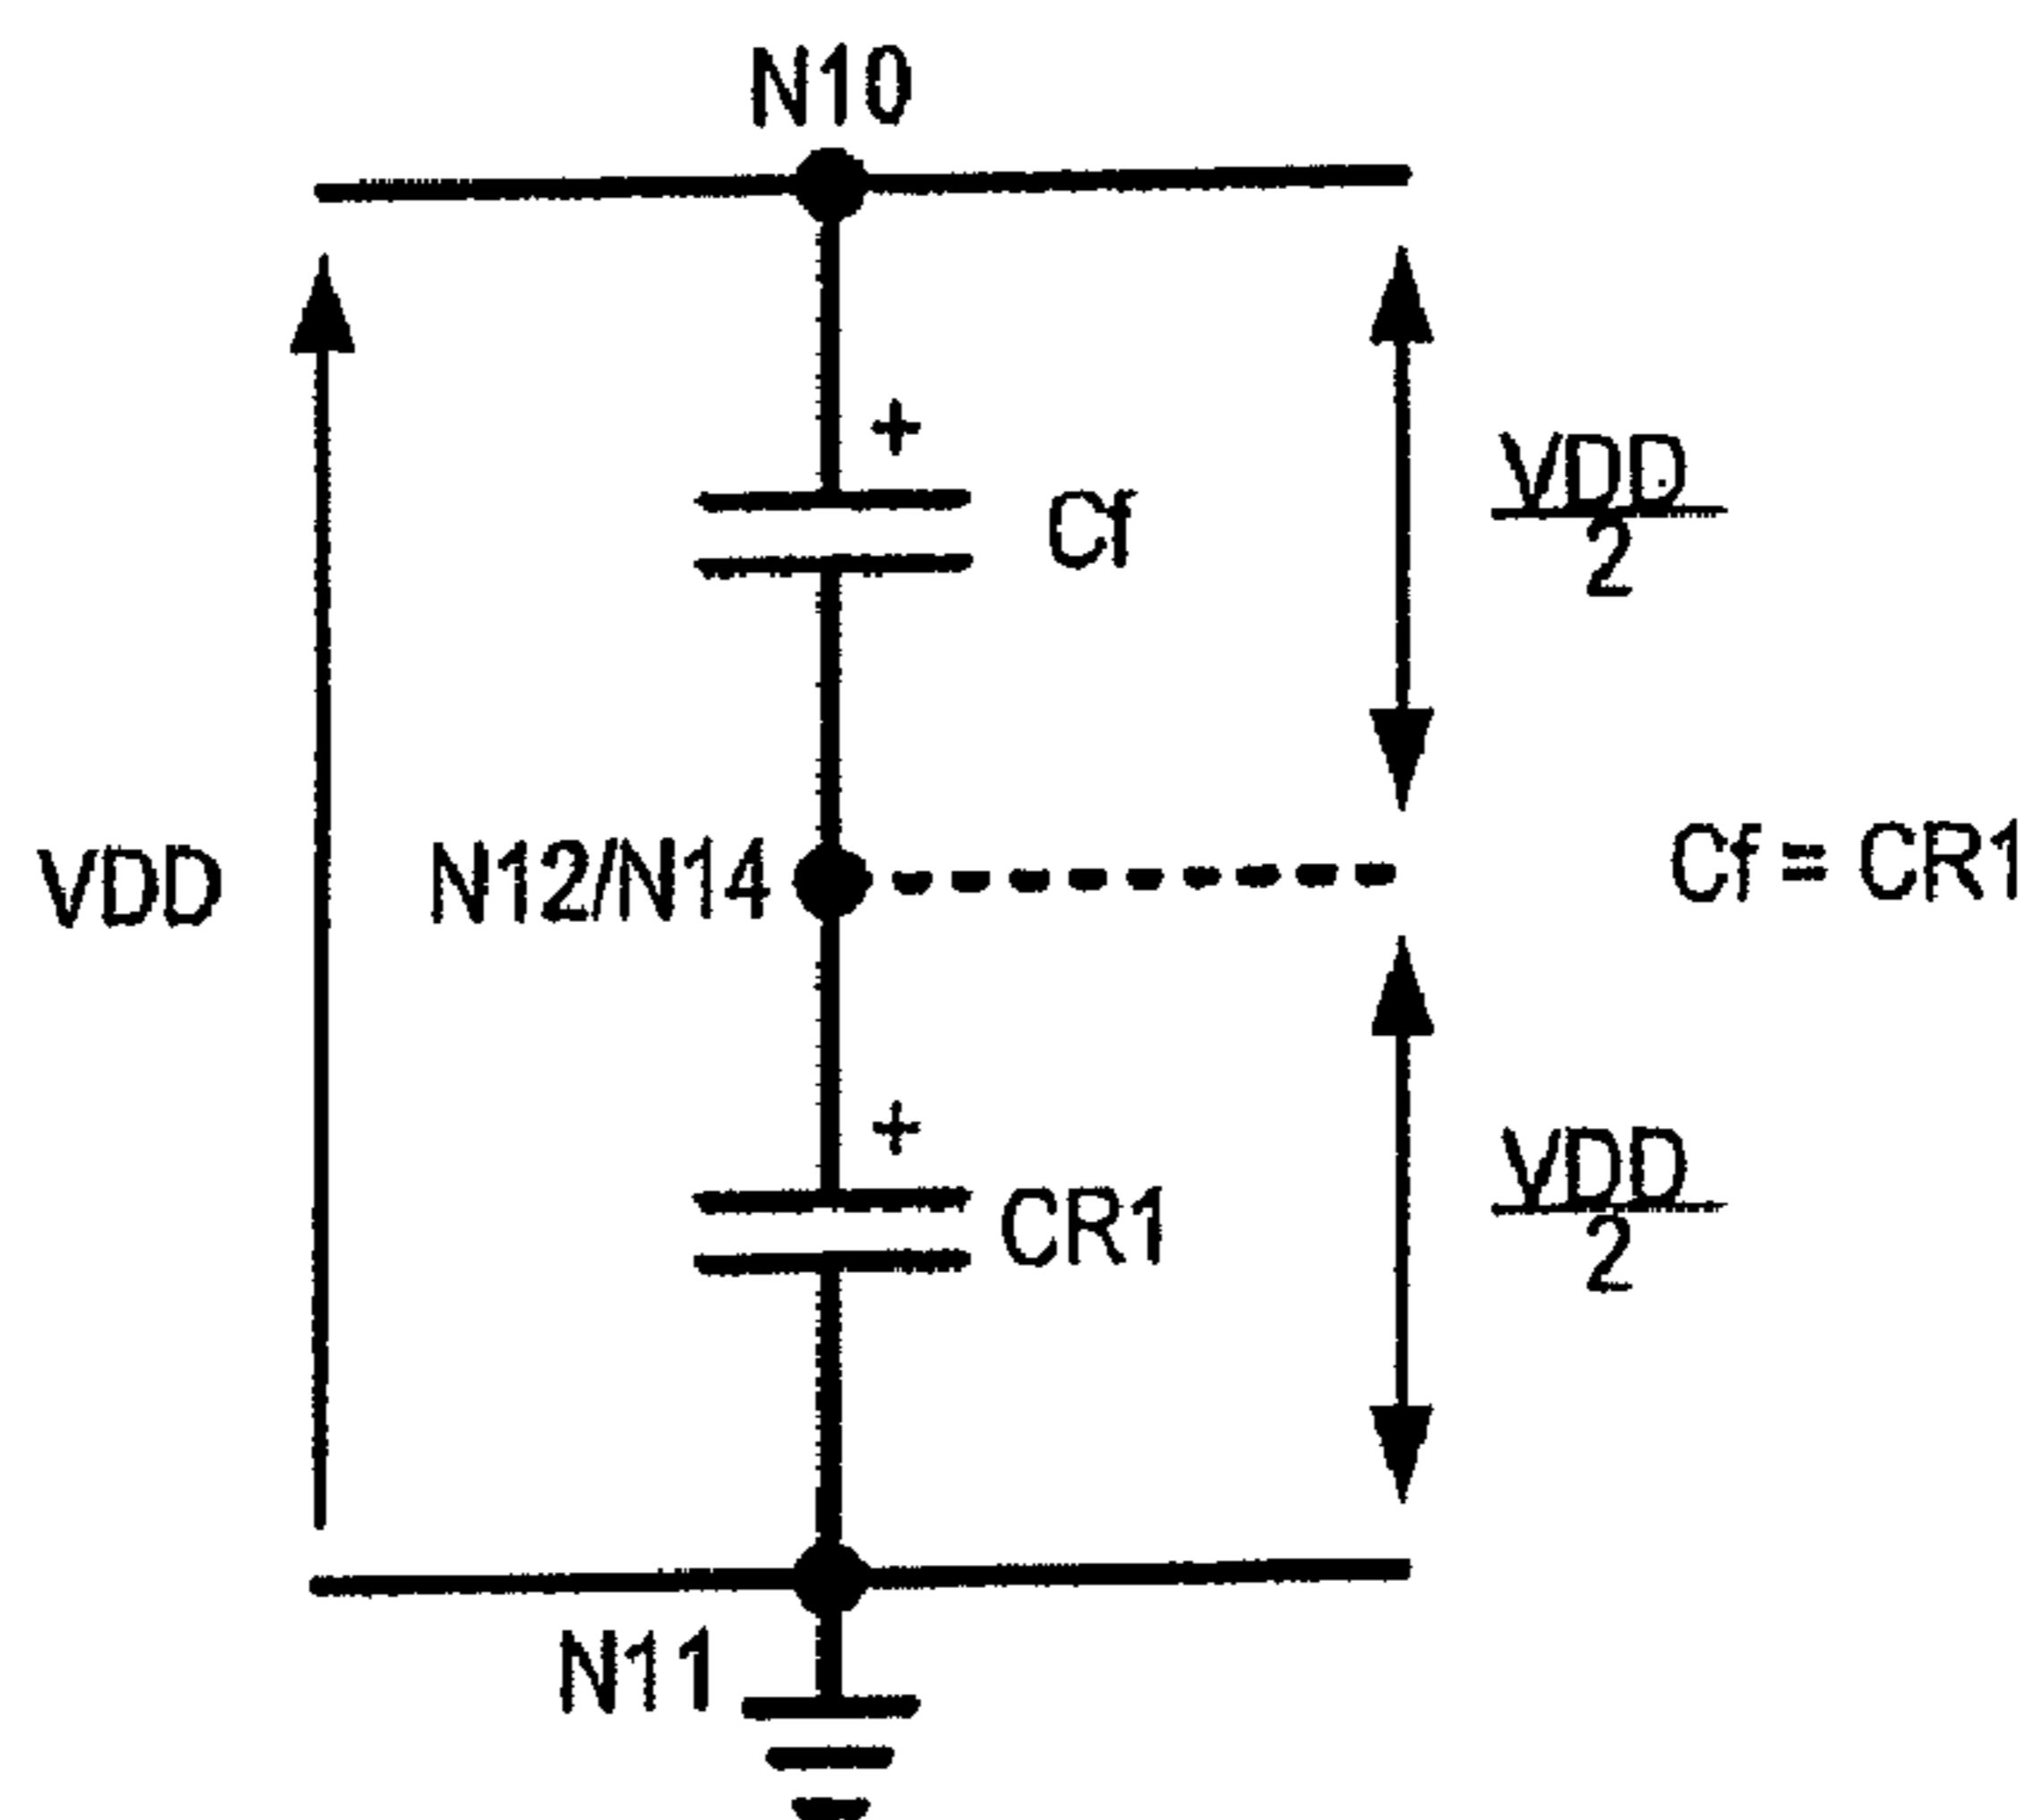 N10
+
Cf
VDD
2
VDD
N12/N14
Cf = CR1
+
CR1
VDD
2
N11